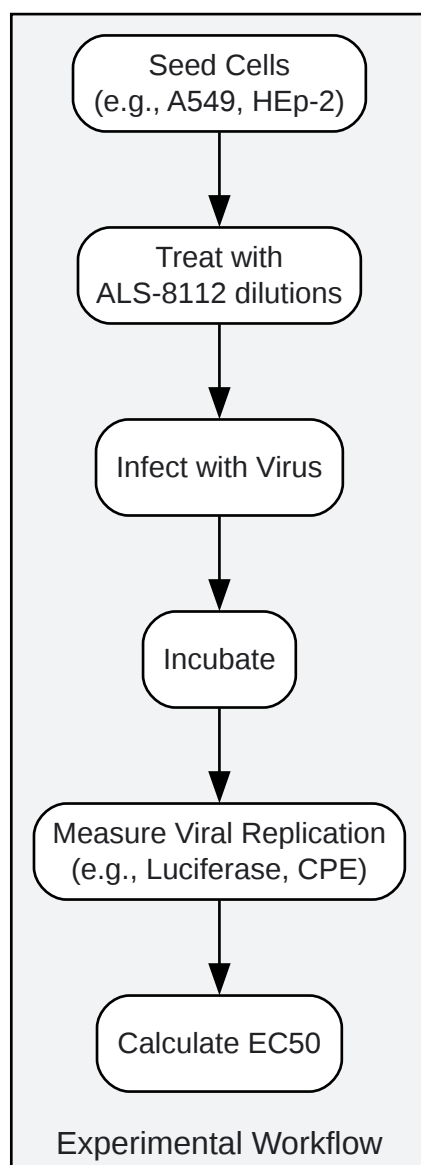 Seed Cells
(e.g., A549, HEp-2)
Treat with
ALS-8112 dilutions
Infect with Virus
Incubate
Measure Viral Replication
(e.g., Luciferase, CPE)
Calculate EC50
Experimental Workflow